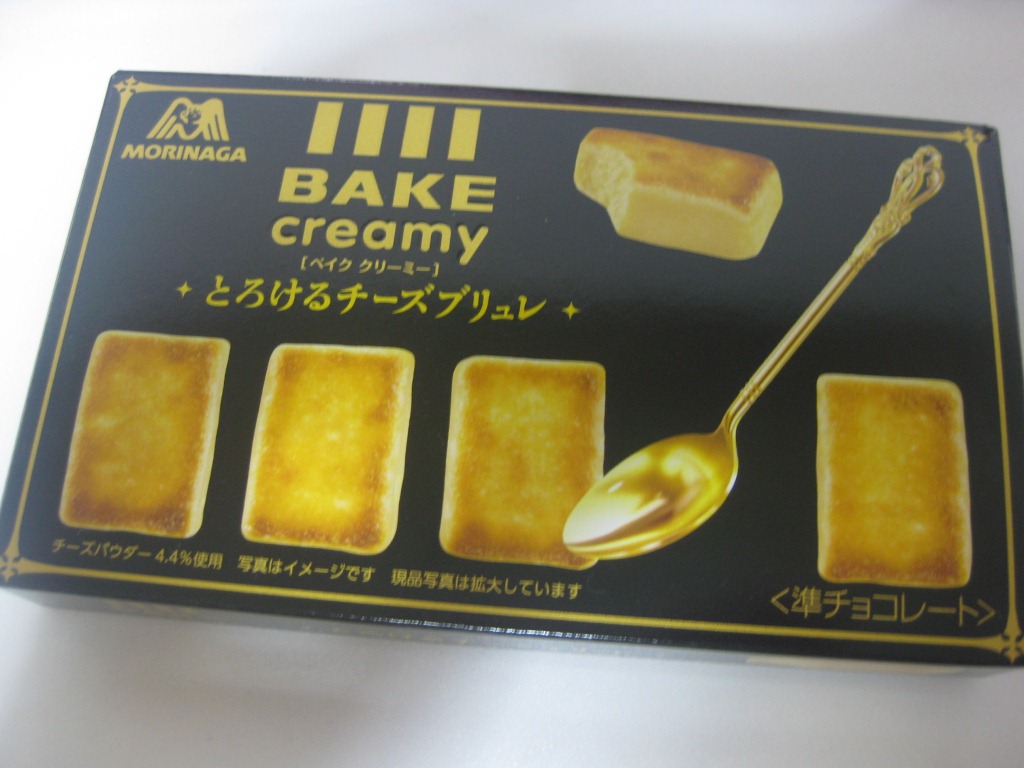 MORINAGA
BAKE
creamy
[ベイク クリーミー]
とろけるチーズブリュレ
チーズパウダー4.4%使用 写真はイメージです 現品写真は拡大しています
<準チョコレート>